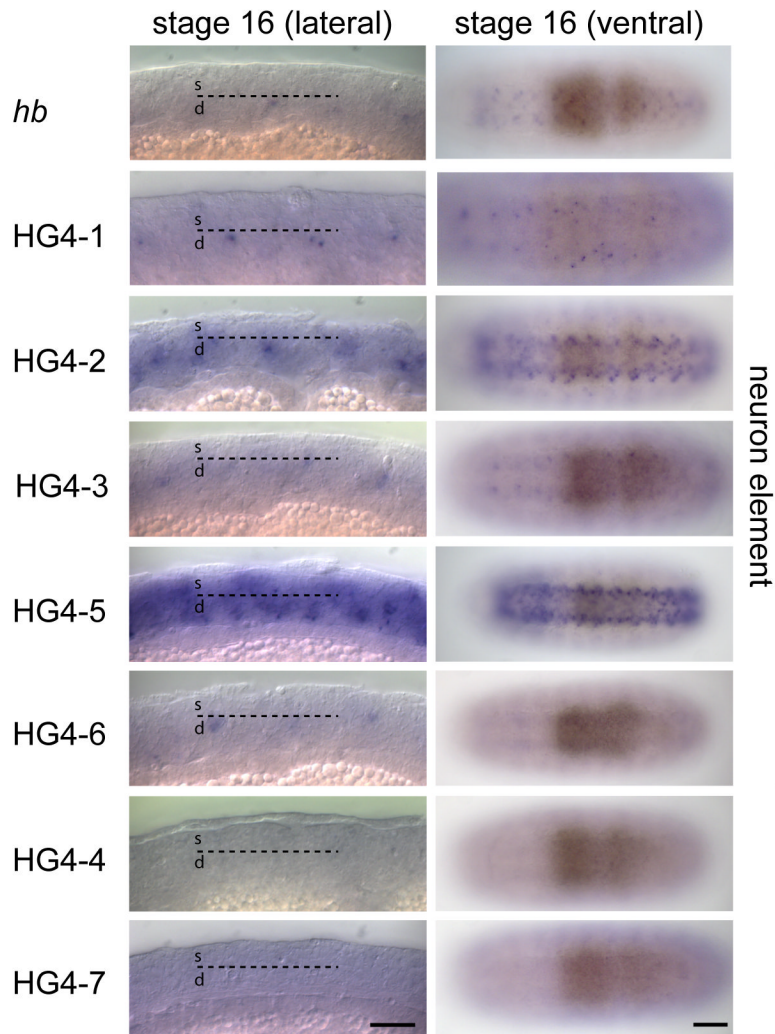 stage 16 (lateral) stage 16 (ventral)
hb
s
d
HG4-1
s
d
HG4-2
s
d
HG4-3
s
d
HG4-5
s
d
HG4-6
s
d
HG4-4
s
d
HG4-7
s
d
neuron element